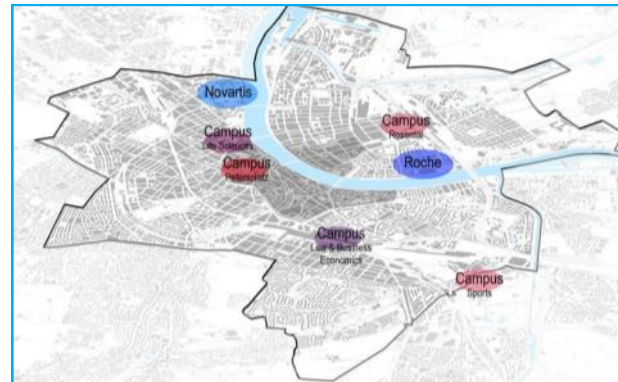 Novartis
Campus
Rosental
Campus
Life Sciences
Campus
Petersplatz
Roche
Campus
Law & Business
Economics
Campus
Sports